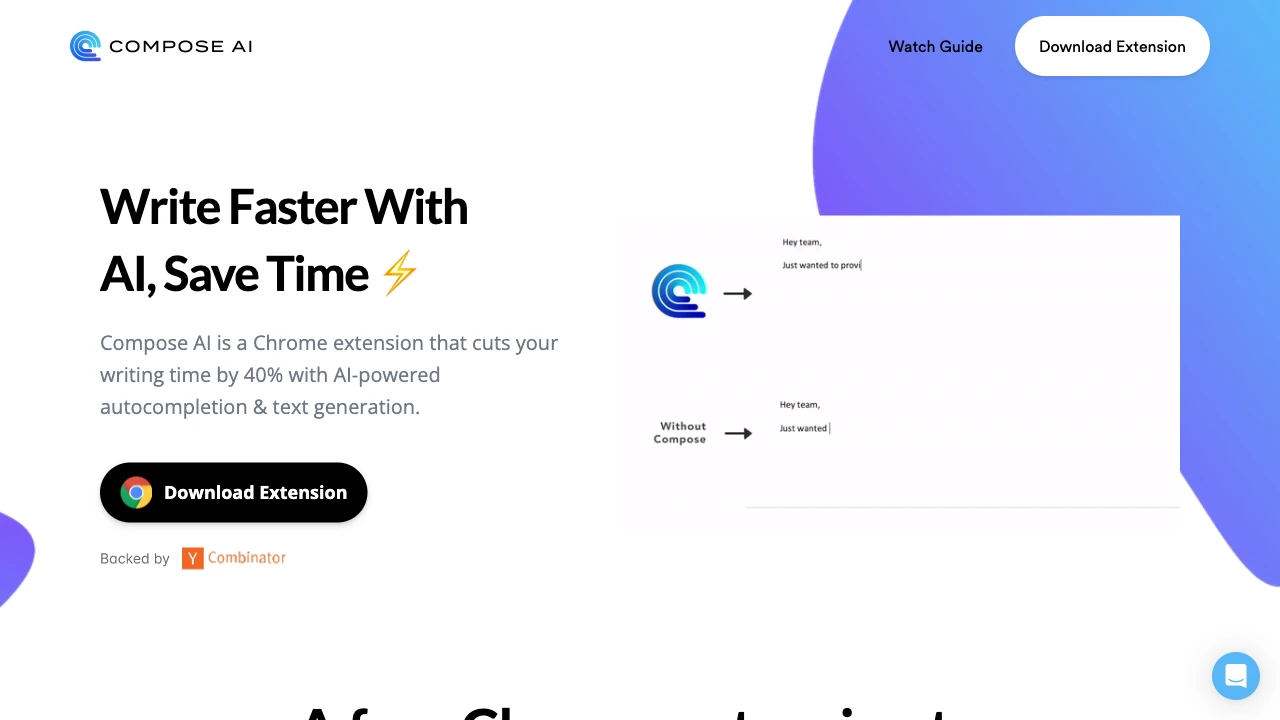 COMPOSE AI
Watch Guide
Download Extension
Write Faster With
AI, Save Time ⚡
Compose AI is a Chrome extension that cuts your
writing time by 40% with AI-powered
autocompletion & text generation.
Download Extension
Backed by Y Combinator
Hey team,
Just wanted to provi
Without
Compose
Hey team,
Just wanted